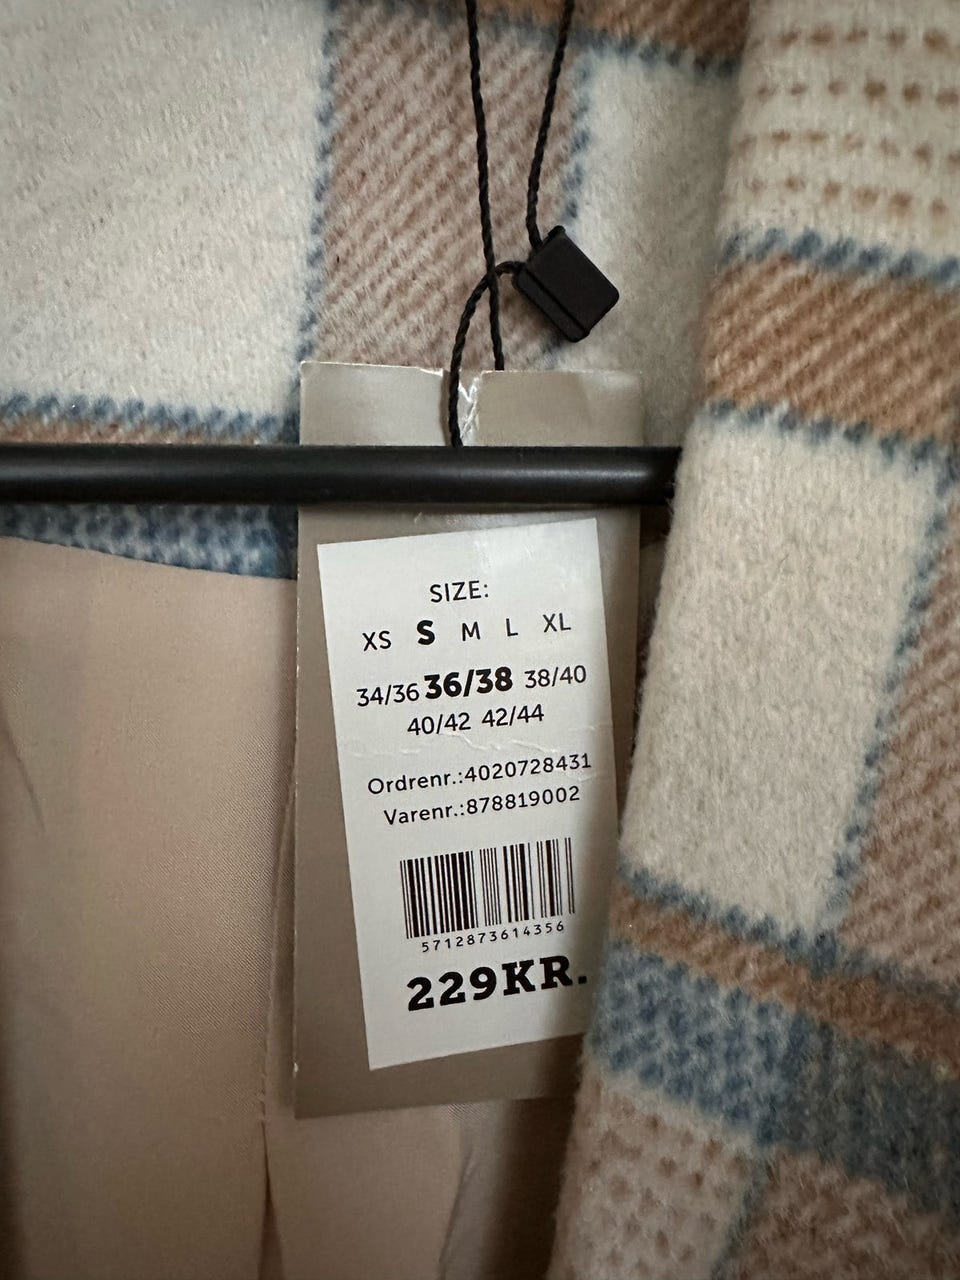 SIZE:
XS S M L XL
34/36 36/38 38/40
40/42 42/44
Ordrenr.:4020728431
Varenr.:878819002
5712873614356
229KR.